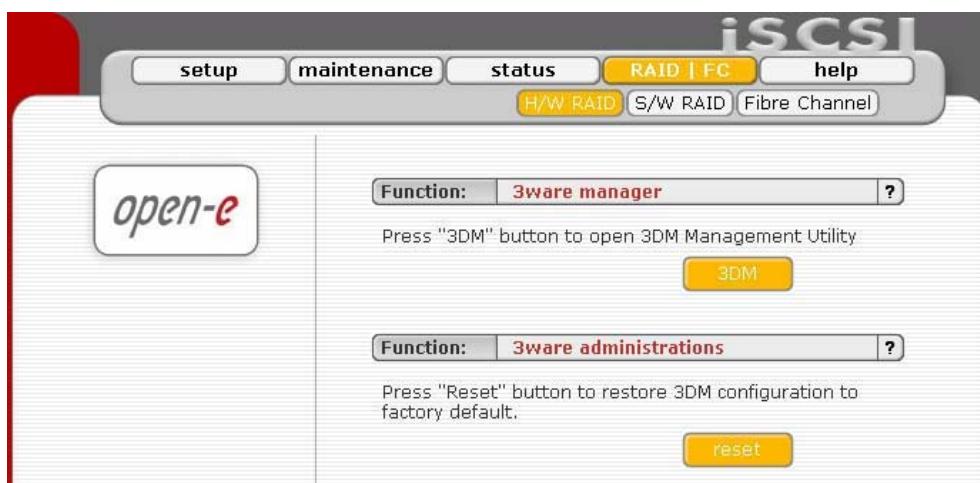 iSCSI
setup maintenance status RAID | FC help
H/W RAID S/W RAID Fibre Channel
open-e
Function: 3ware manager ?
Press "3DM" button to open 3DM Management Utility
3DM
Function: 3ware administrations ?
Press "Reset" button to restore 3DM configuration to
factory default.
reset